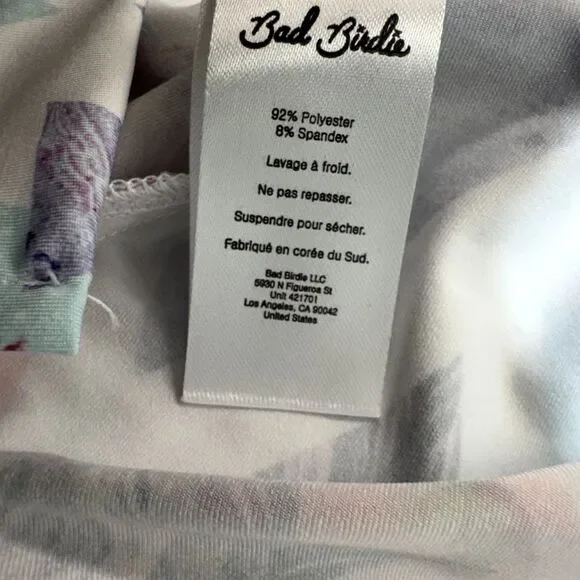 Bad Birdie
92% Polyester
8% Spandex
Lavage à froid.
Ne pas repasser.
Suspendre pour sécher.
Fabriqué en corée du Sud.
Bad Birdie LLC
5930 N Figueroa St
Unit 421701
Los Angeles, CA 90042
United States